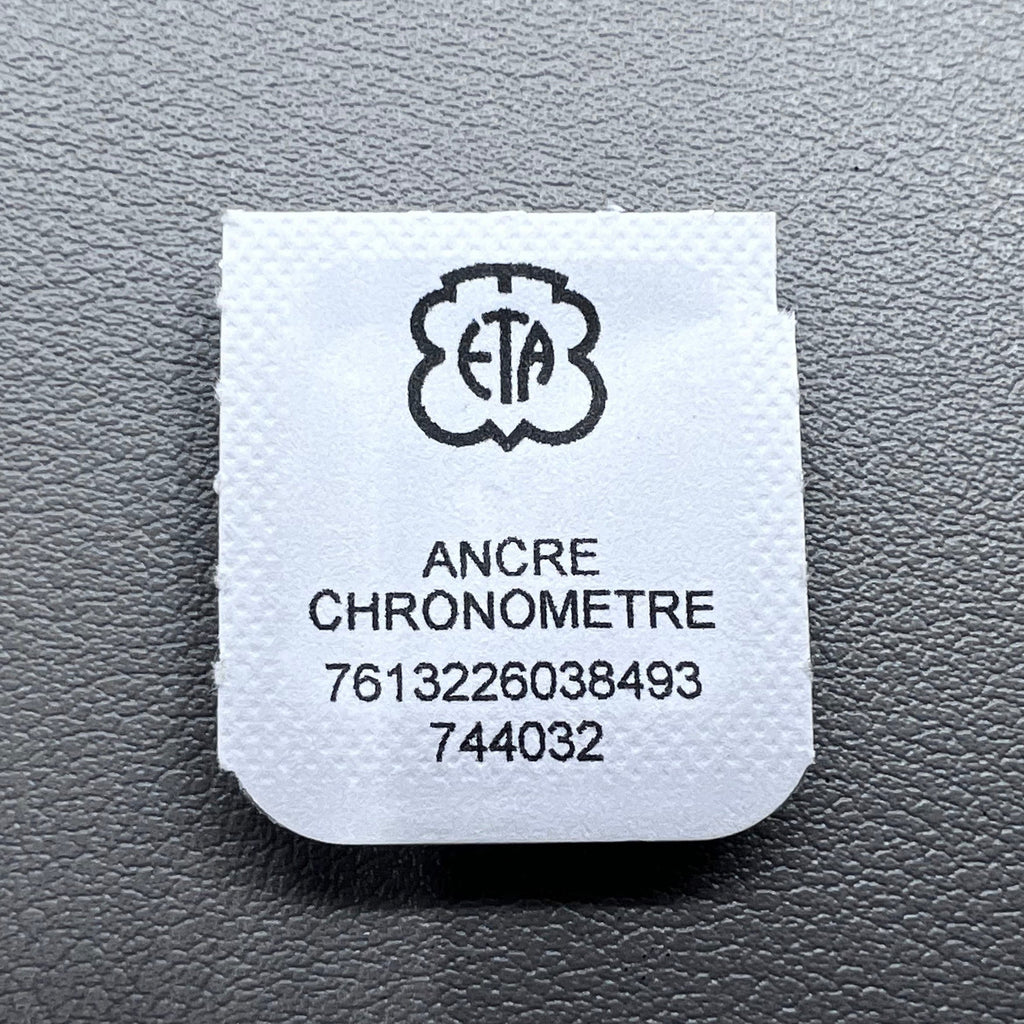 ETA
ANCRE
CHRONOMETRE
7613226038493
744032